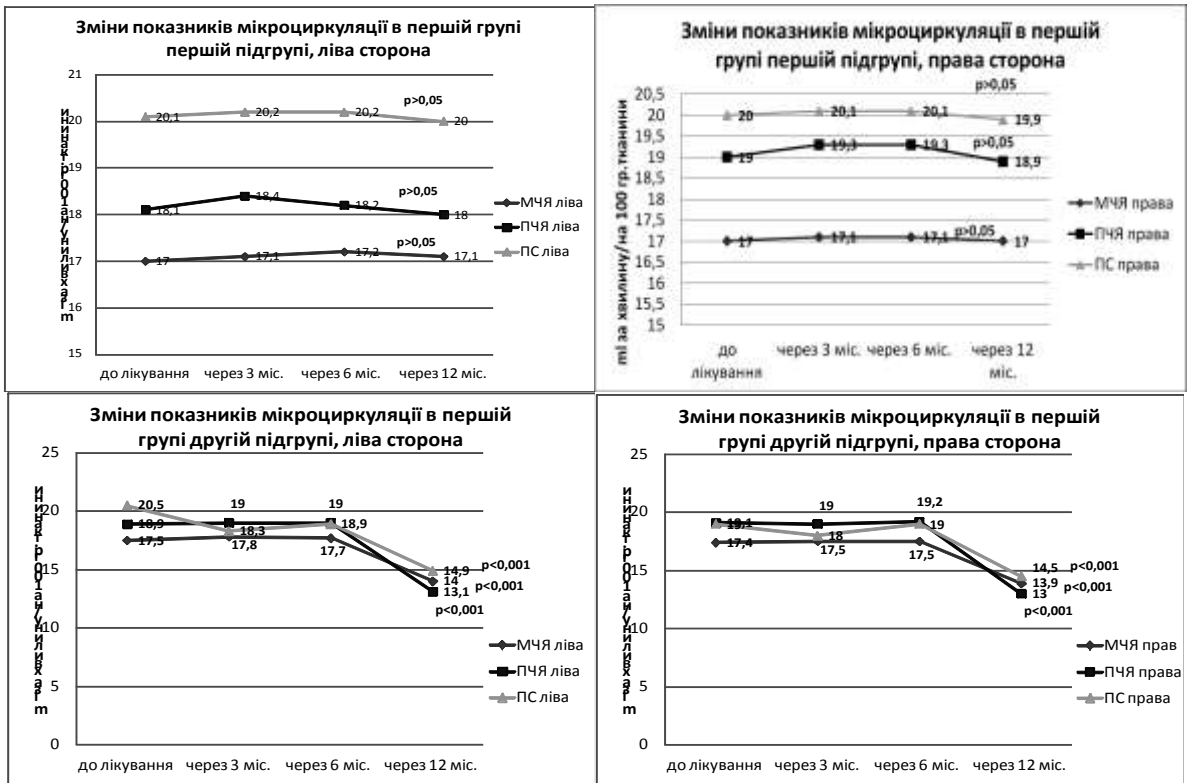 Зміни показників мікроциркуляції в першій групі
першій підгрупі, ліва сторона
21
20
19
18
17
16
15
20,1
20,2
20,2
20
p>0,05
18,1
18,4
18,2
18
p>0,05
17
17,1
17,2
17,1
p>0,05
МЧЯ ліва
ПЧЯ ліва
ПС ліва
до лікування
через 3 міс.
через 6 міс.
через 12 міс.
Зміни показників мікроциркуляції в першій
групі першій підгрупі, права сторона
ml за хвилину/на 100 гр.тканини
20,5
20
19,5
19
18,5
18
17,5
17
16,5
16
15,5
15
p>0,05
20
20,1
20,1
19,9
p>0,05
19
19,3
19,3
18,9
p>0,05
17
17,1
17,1
17
МЧЯ права
ПЧЯ права
ПС права
до
лікування
через 3 міс.
через 6 міс.
через 12
міс.
Зміни показників мікроциркуляції в першій
групі другій підгрупі, ліва сторона
25
20
15
10
5
0
20,5
19
19
18,9
18,3
18,9
17,5
17,8
17,7
14,9
p<0,001
14
p<0,001
13,1
p<0,001
МЧЯ ліва
ПЧЯ ліва
ПС ліва
до лікування
через 3 міс.
через 6 міс.
через 12 міс.
Зміни показників мікроциркуляції в першій
групі другій підгрупі, права сторона
25
20
15
10
5
0
19,1
19
19,2
19
18
19
17,4
17,5
17,5
14,5
p<0,001
13,9
p<0,001
13
p<0,001
МЧЯ прав
ПЧЯ права
ПС права
до лікування
через 3 міс.
через 6 міс.
через 12 міс.